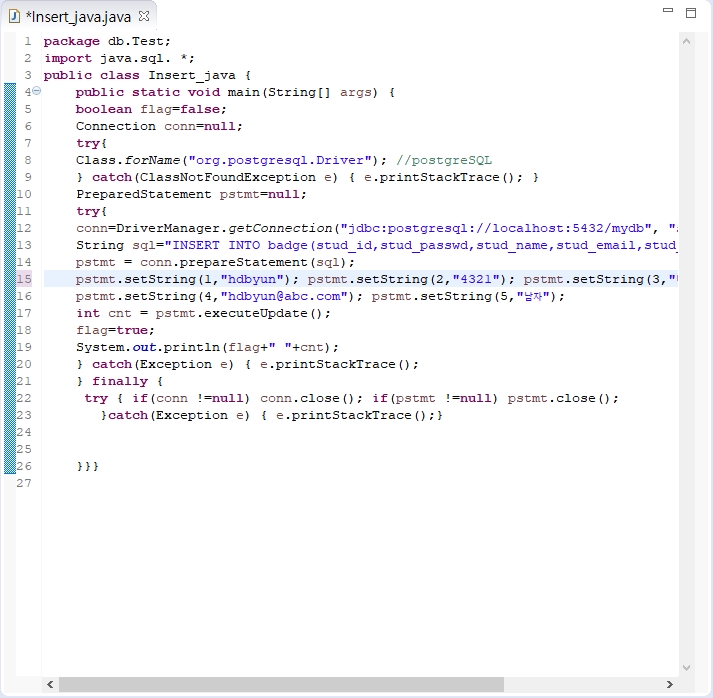 *Insert_java.java
1 package db.Test;
2 import java.sql. *;
3 public class Insert_java {
4 public static void main(String[] args) {
5 boolean flag=false;
6 Connection conn=null;
7 try{
8 Class.forName("org.postgresql.Driver"); //postgreSQL
9 } catch(ClassNotFoundException e) { e.printStackTrace(); }
10 PreparedStatement pstmt=null;
11 try{
12 conn=DriverManager.getConnection("jdbc:postgresql://localhost:5432/mydb", "
13 String sql="INSERT INTO badge(stud_id,stud_passwd,stud_name,stud_email,stud_
14 pstmt = conn.prepareStatement(sql);
15 pstmt.setString(1,"hdbyun"); pstmt.setString(2,"4321"); pstmt.setString(3,"
16 pstmt.setString(4,"hdbyun@abc.com"); pstmt.setString(5,"남자");
17 int cnt = pstmt.executeUpdate();
18 flag=true;
19 System.out.println(flag+" "+cnt);
20 } catch(Exception e) { e.printStackTrace();
21 } finally {
22 try { if(conn !=null) conn.close(); if(pstmt !=null) pstmt.close();
23 }catch(Exception e) { e.printStackTrace();}
24
25
26 }}}
27